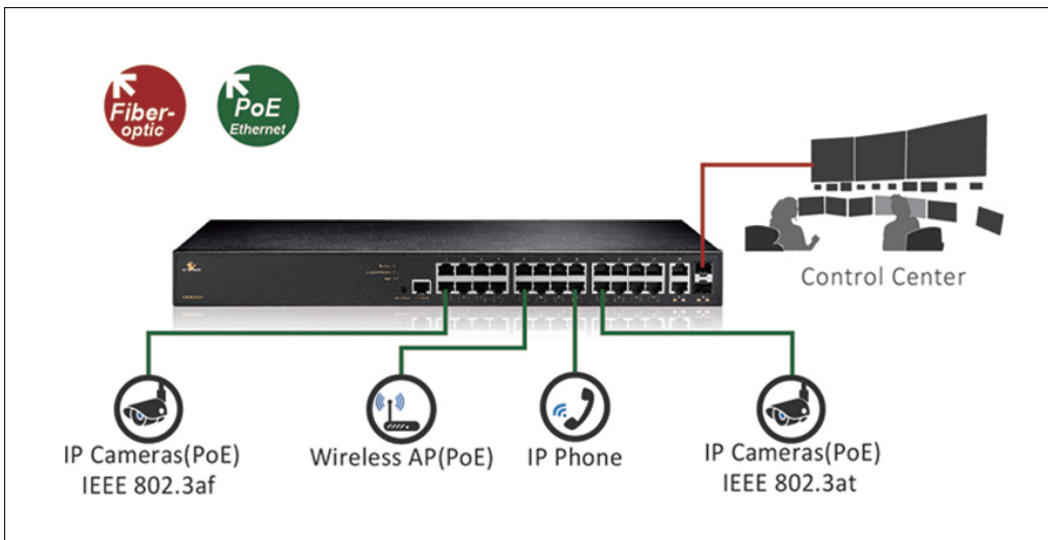 Fiber-
optic
PoE
Ethernet
Control Center
IP Cameras(PoE)
IEEE 802.3af
Wireless AP(PoE)
IP Phone
IP Cameras(PoE)
IEEE 802.3at